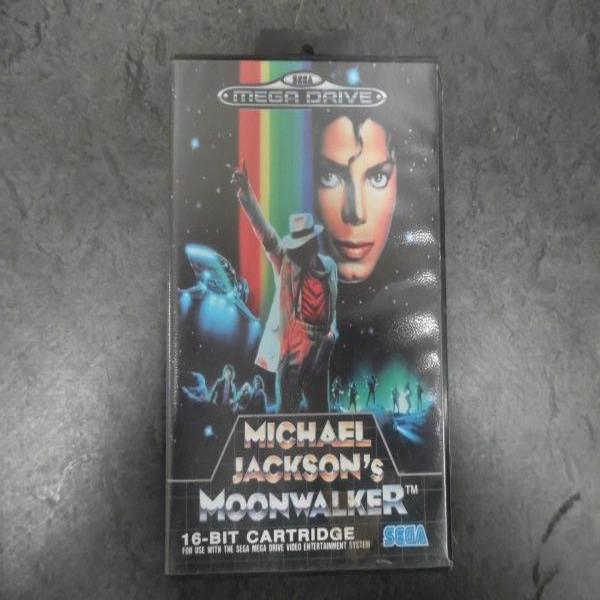 SEGA
MEGA DRIVE
MICHAEL
JACKSON'S
MOONWALKER™
16-BIT CARTRIDGE
FOR USE WITH THE SEGA MEGA DRIVE VIDEO ENTERTAINMENT SYSTEM
SEGA